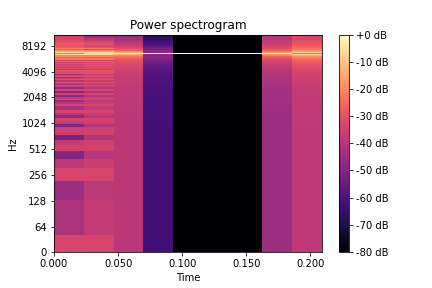 Power spectrogram
Hz
8192
4096
2048
1024
512
256
128
64
0
0.000
0.050
0.100
0.150
0.200
Time
+0 dB
-10 dB
-20 dB
-30 dB
-40 dB
-50 dB
-60 dB
-70 dB
-80 dB